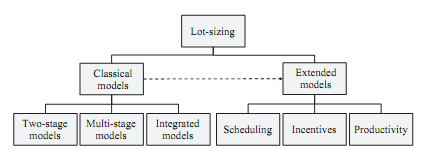 Lot-sizing
Classical
models
Extended
models
Two-stage
models
Multi-stage
models
Integrated
models
Scheduling
Incentives
Productivity